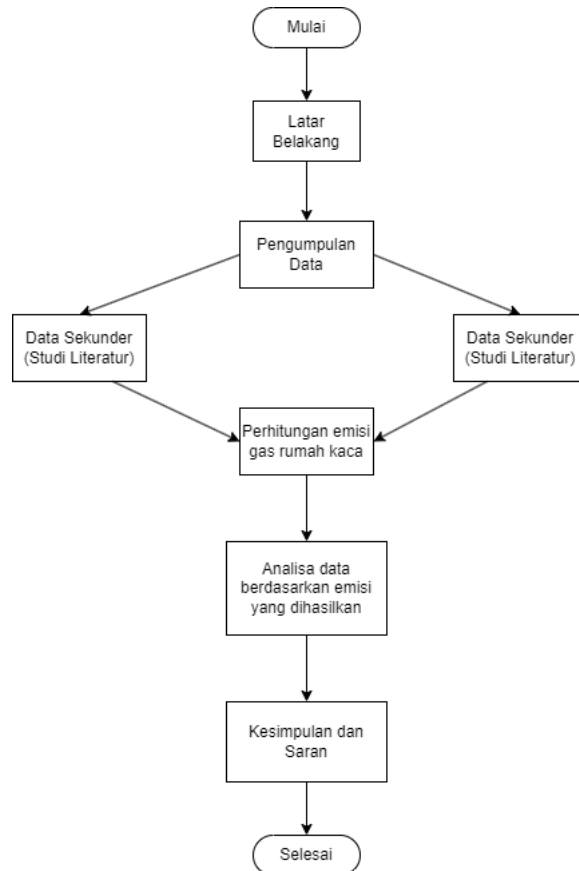 Mulai
Latar
Belakang
Pengumpulan
Data
Data Sekunder
(Studi Literatur)
Data Sekunder
(Studi Literatur)
Perhitungan emisi
gas rumah kaca
Analisa data
berdasarkan emisi
yang dihasilkan
Kesimpulan dan
Saran
Selesai